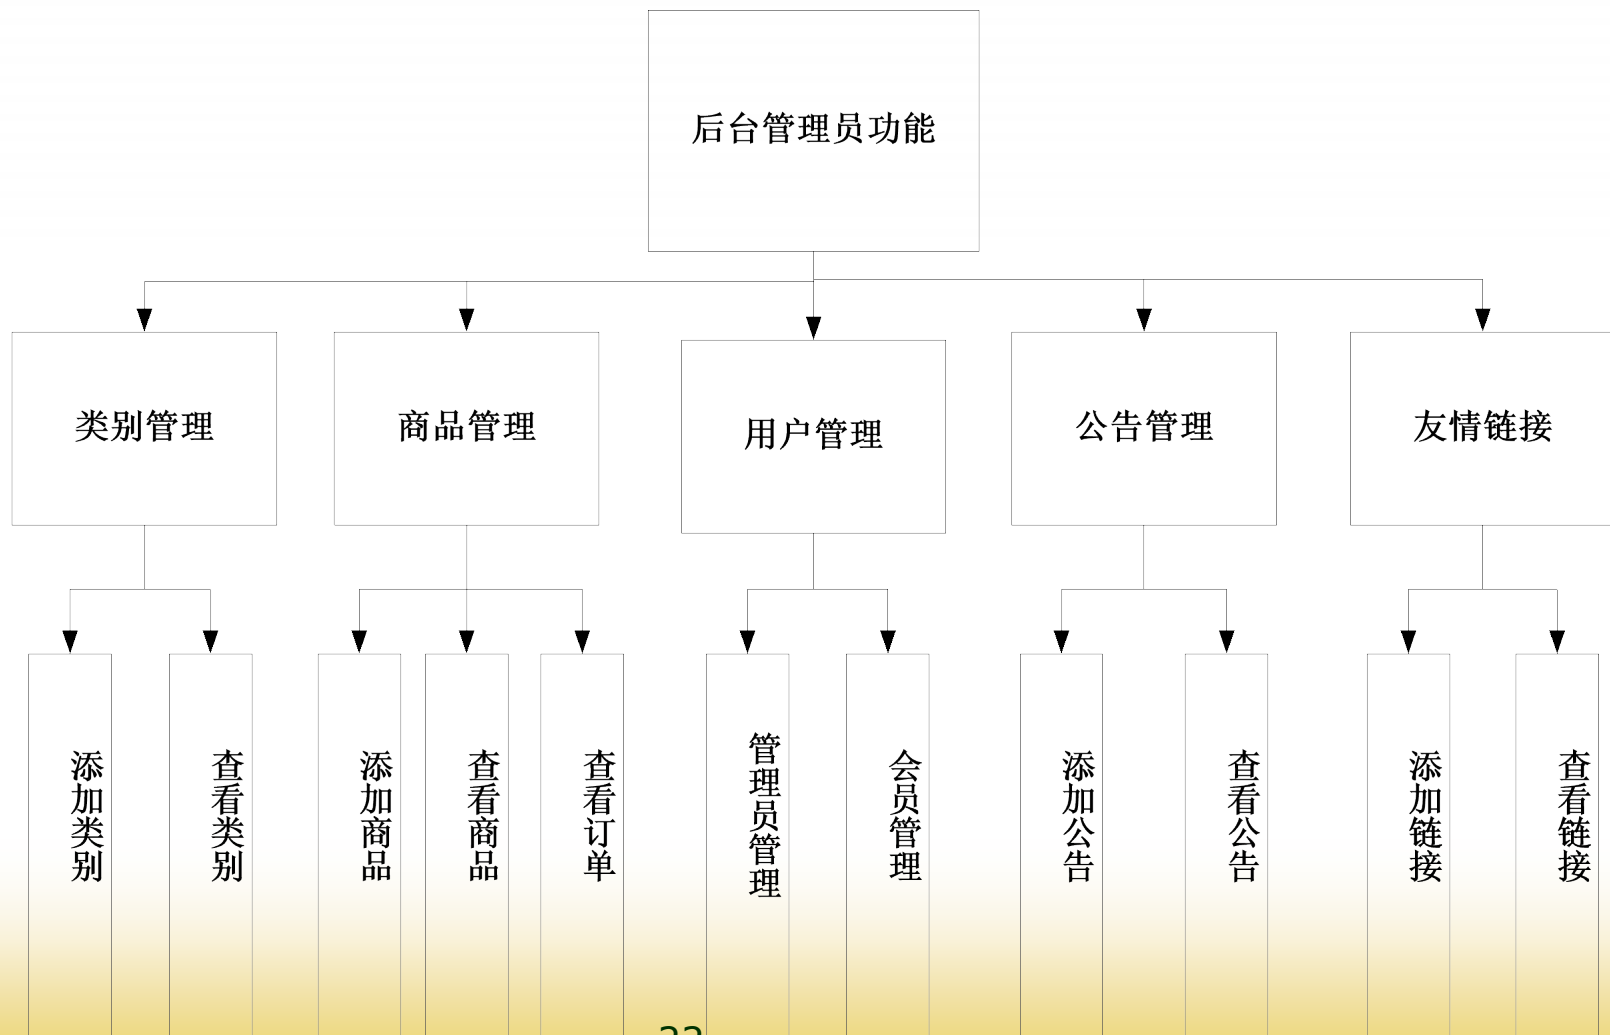 后台管理员功能
类别管理
商品管理
用户管理
公告管理
友情链接
添加类别
查看类别
添加商品
查看商品
查看订单
管理员管理
会员管理
添加公告
查看公告
添加链接
查看链接